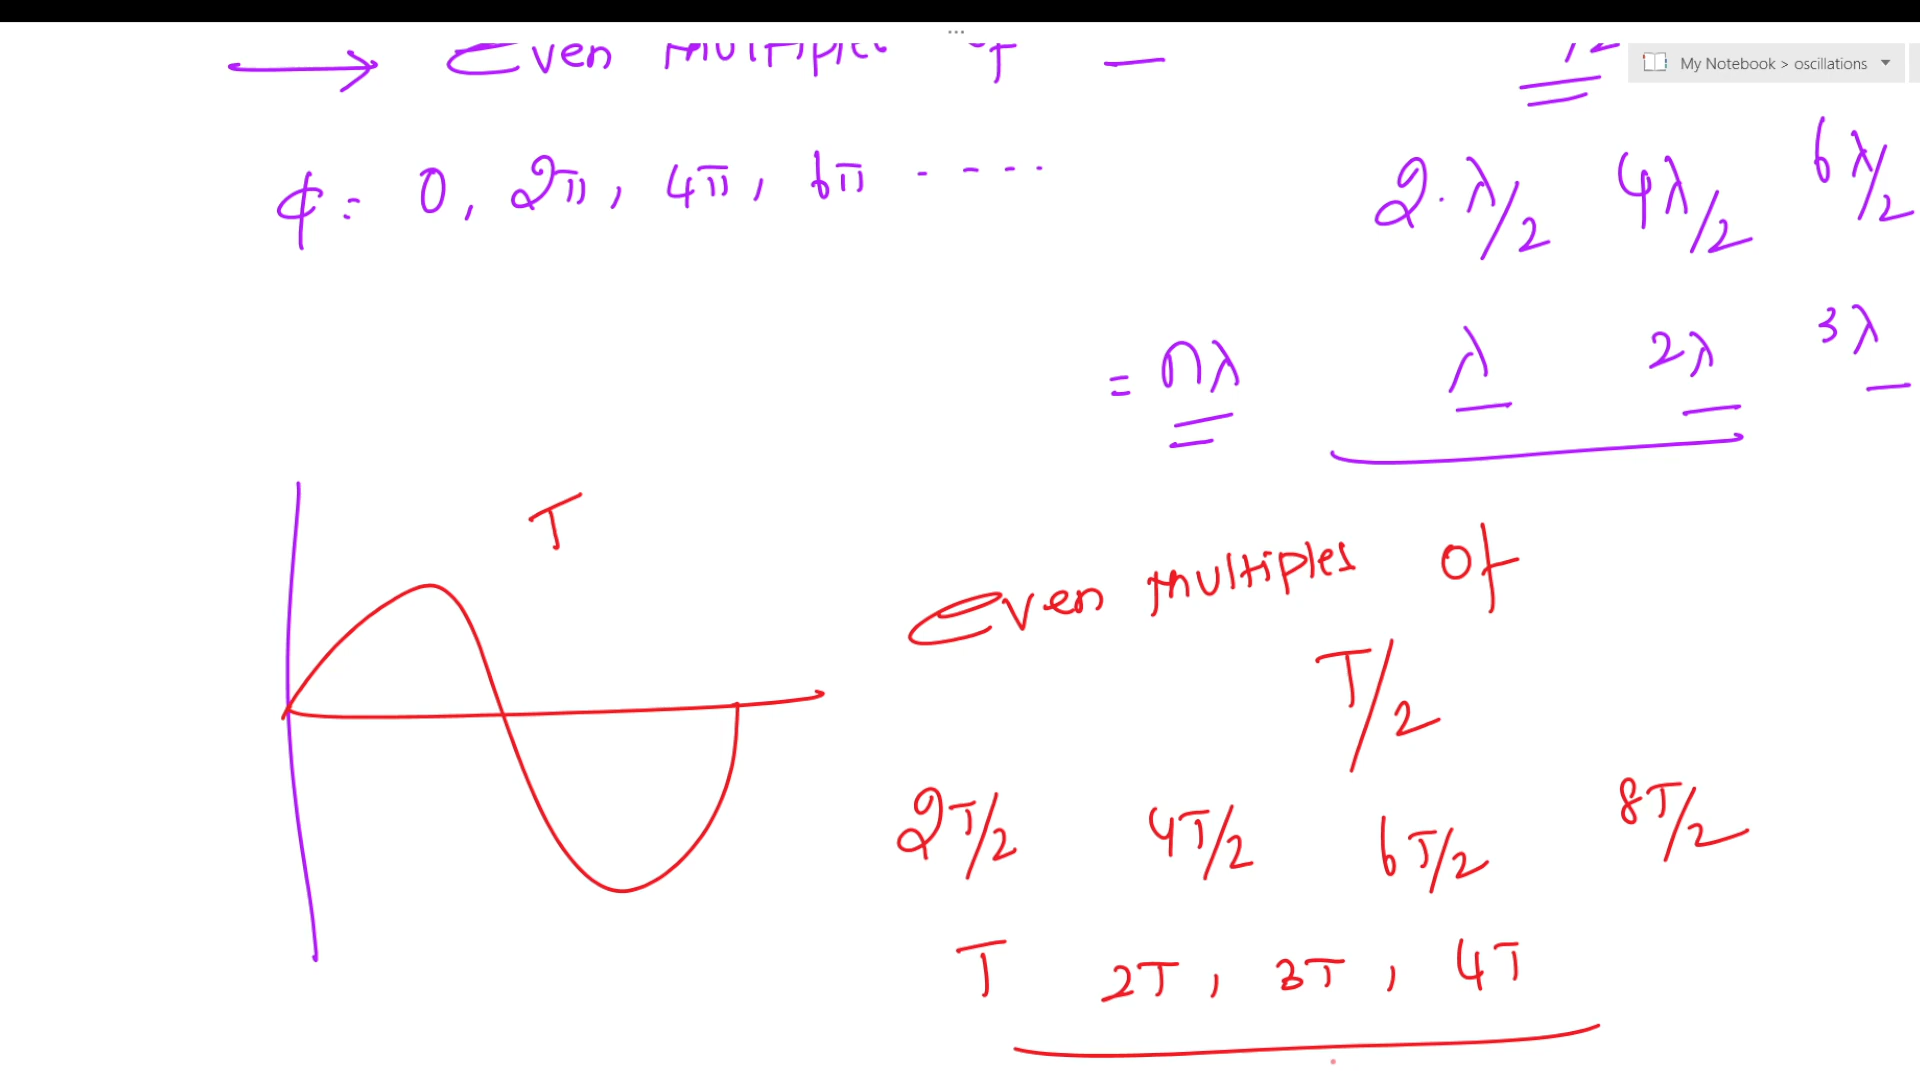 Even multiples of
My Notebook > oscillations
ϕ = 0, 2π, 4π, 6π ....
2.λ/2 4λ/2 6λ/2
= nλ λ 2λ 3λ
T
Even multiples of
T/2
2T/2 4T/2 6T/2 8T/2
T 2T, 3T, 4T